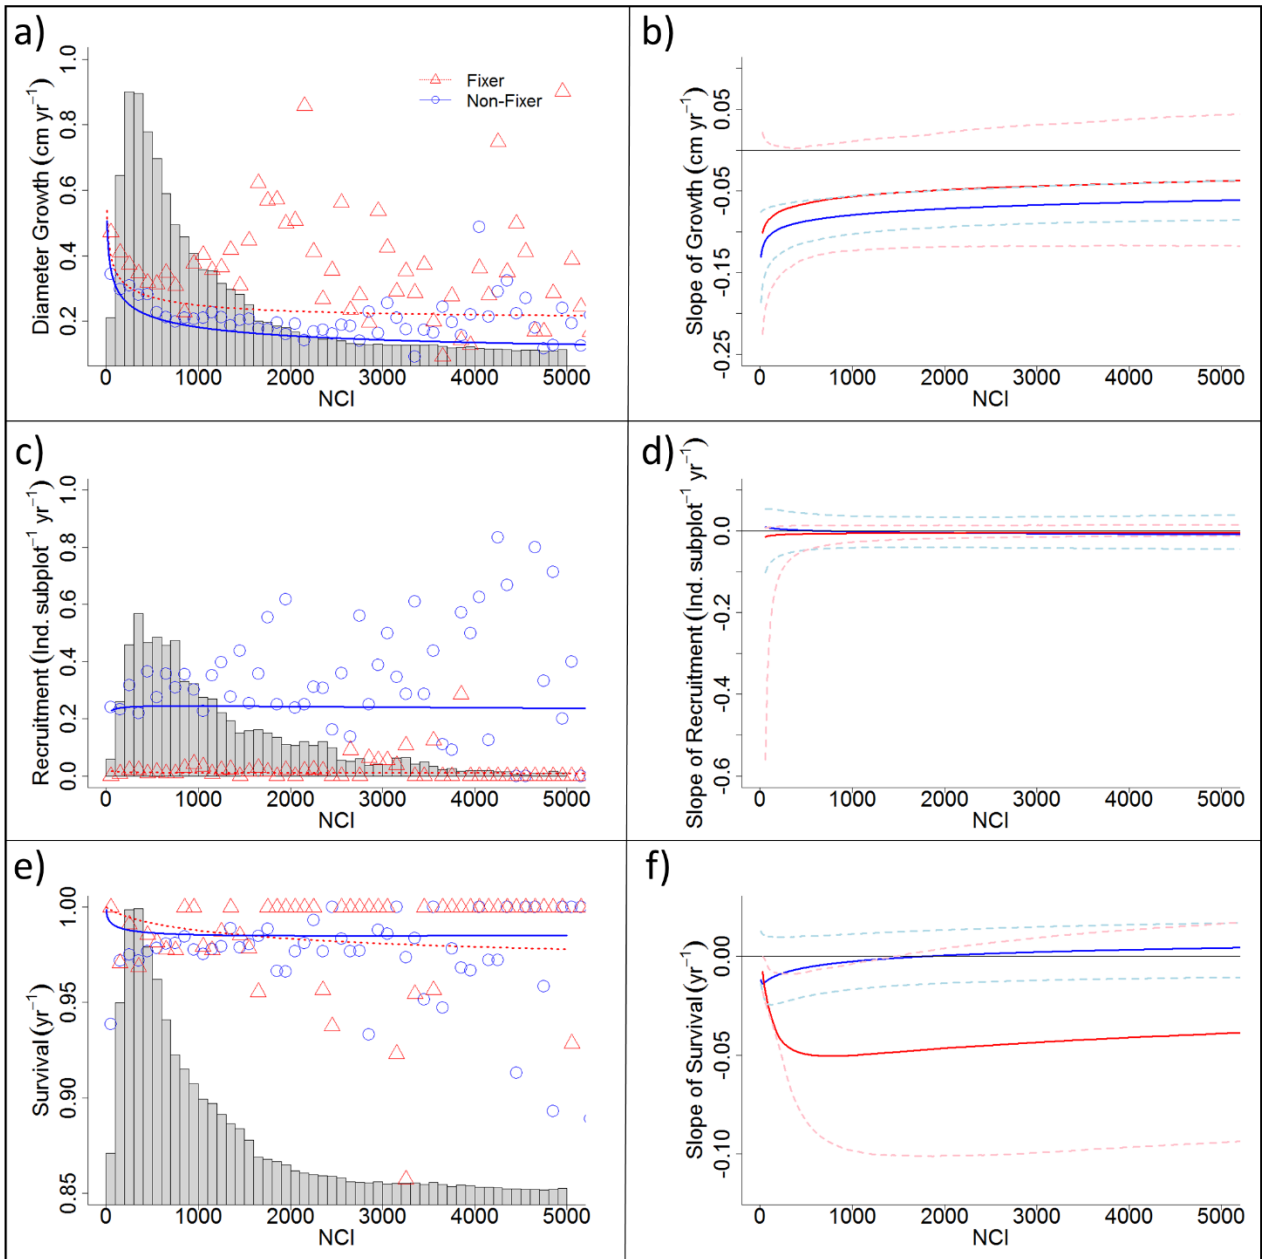 a)
Diameter Growth (cm yr⁻¹)
1.0
0.8
0.6
0.4
0.2
Fixer
Non-Fixer
0 1000 2000 3000 4000 5000
NCI
b)
Slope of Growth (cm yr⁻¹)
0.05
-0.05
-0.15
-0.25
0 1000 2000 3000 4000 5000
NCI
c)
Recruitment (Ind. subplot⁻¹ yr⁻¹)
1.0
0.8
0.6
0.4
0.2
0.0
0 1000 2000 3000 4000 5000
NCI
d)
Slope of Recruitment (Ind. subplot⁻¹ yr⁻¹)
0.0
-0.2
-0.4
-0.6
0 1000 2000 3000 4000 5000
NCI
e)
Survival (yr⁻¹)
1.00
0.95
0.90
0.85
0 1000 2000 3000 4000 5000
NCI
f)
Slope of Survival (yr⁻¹)
0.00
-0.05
-0.10
0 1000 2000 3000 4000 5000
NCI